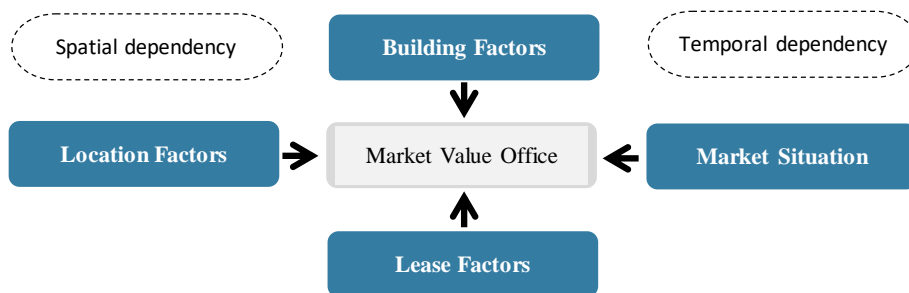 Spatial dependency
Building Factors
Temporal dependency
Location Factors
Market Value Office
Market Situation
Lease Factors